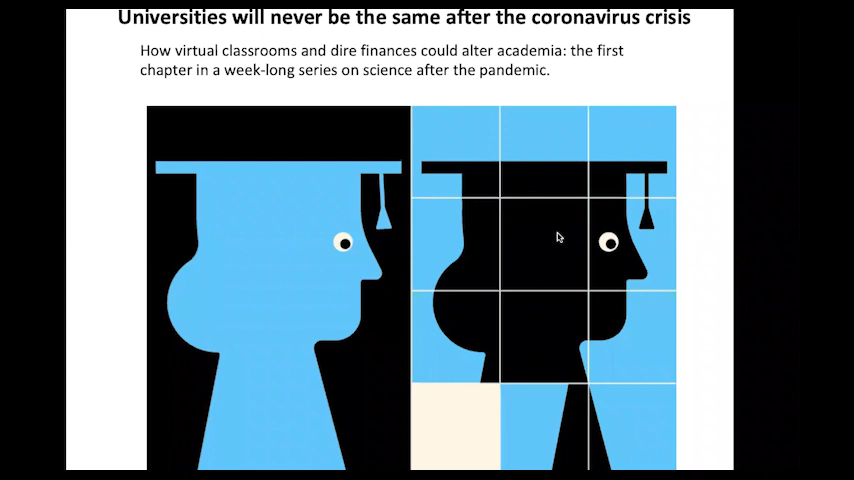 Universities will never be the same after the coronavirus crisis
How virtual classrooms and dire finances could alter academia: the first
chapter in a week-long series on science after the pandemic.